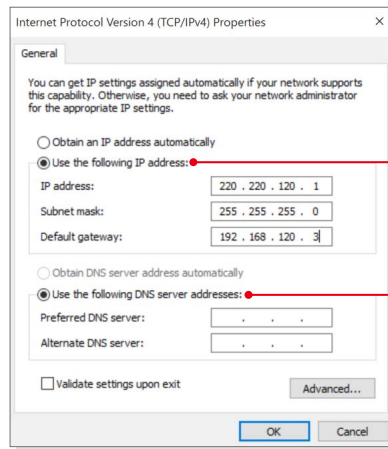 Internet Protocol Version 4 (TCP/IPv4) Properties
General
You can get IP settings assigned automatically if your network supports
this capability. Otherwise, you need to ask your network administrator
for the appropriate IP settings.
Obtain an IP address automatically
Use the following IP address:
IP address: 220 . 220 . 120 . 1
Subnet mask: 255 . 255 . 255 . 0
Default gateway: 192 . 168 . 120 . 3
Obtain DNS server address automatically
Use the following DNS server addresses:
Preferred DNS server: . . .
Alternate DNS server: . . .
Validate settings upon exit
Advanced...
OK Cancel